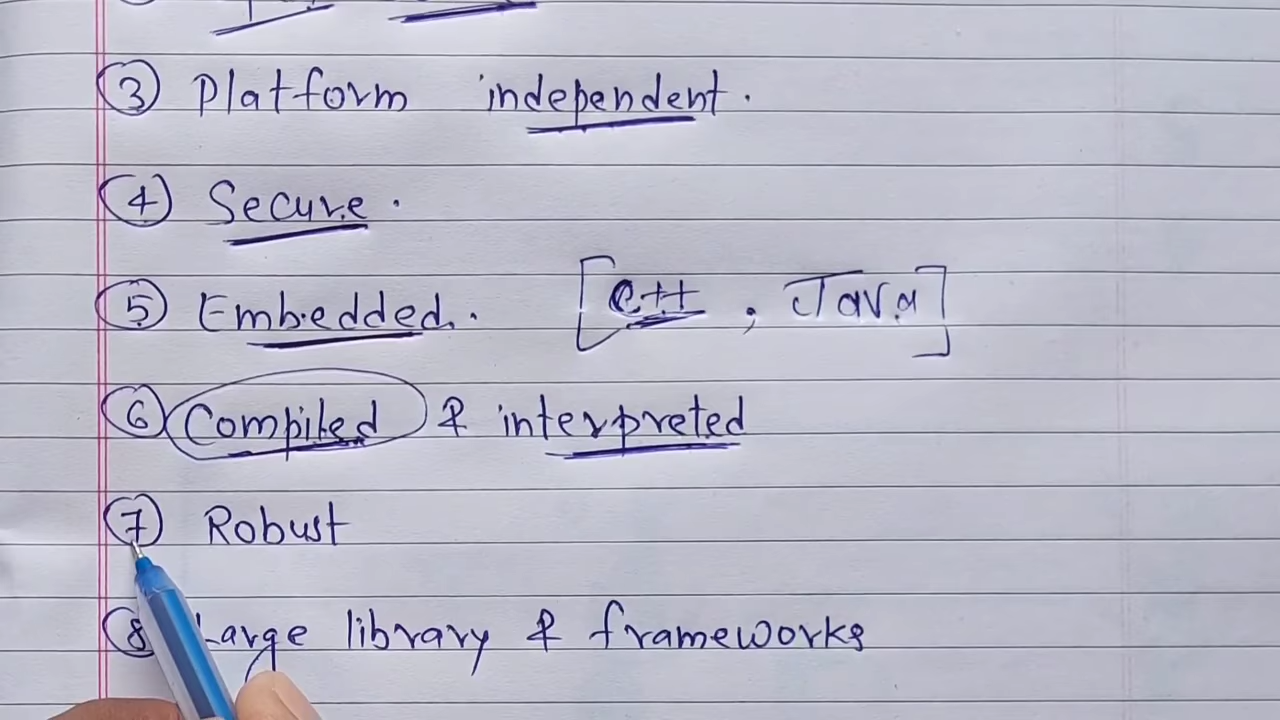 ③ Platform independent.
④ Secure.
⑤ Embedded. [C++, Java]
⑥ Compiled & interpreted
⑦ Robust
⑧ Large library & frameworks